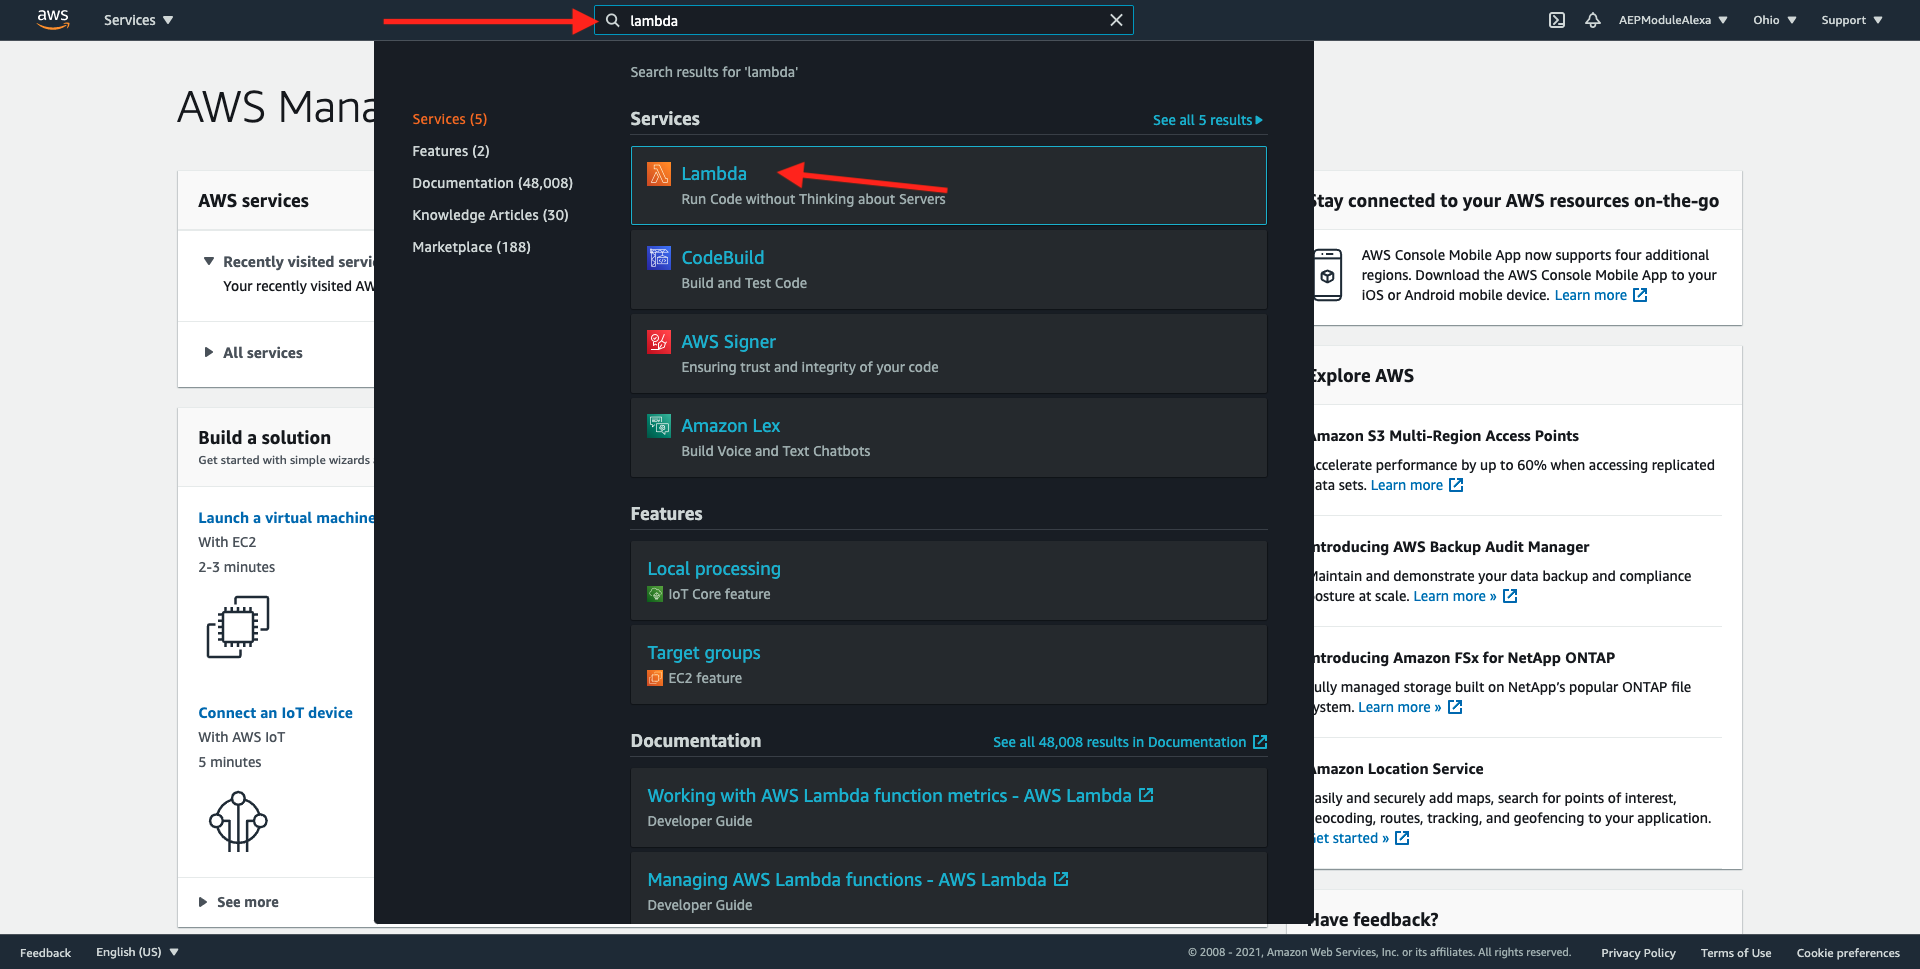 aws
Services
lambda
AEPModuleAlexa
Ohio
Support
AWS Mana
AWS services
Recently visited servi
Your recently visited AW
All services
Build a solution
Get started with simple wizards
Launch a virtual machine
With EC2
2-3 minutes
Connect an IoT device
With AWS IoT
5 minutes
See more
Search results for 'lambda'
Services (5)
Features (2)
Documentation (48,008)
Knowledge Articles (30)
Marketplace (188)
Services
See all 5 results
Lambda
Run Code without Thinking about Servers
CodeBuild
Build and Test Code
AWS Signer
Ensuring trust and integrity of your code
Amazon Lex
Build Voice and Text Chatbots
Features
Local processing
IoT Core feature
Target groups
EC2 feature
Documentation
See all 48,008 results in Documentation
Working with AWS Lambda function metrics - AWS Lambda
Developer Guide
Managing AWS Lambda functions - AWS Lambda
Developer Guide
Stay connected to your AWS resources on-the-go
AWS Console Mobile App now supports four additional
regions. Download the AWS Console Mobile App to your
iOS or Android mobile device. Learn more
Explore AWS
Amazon S3 Multi-Region Access Points
Accelerate performance by up to 60% when accessing replicated
ata sets. Learn more
ntroducing AWS Backup Audit Manager
Maintain and demonstrate your data backup and compliance
osture at scale. Learn more »
ntroducing Amazon FSx for NetApp ONTAP
ully managed storage built on NetApp's popular ONTAP file
ystem. Learn more »
Amazon Location Service
asily and securely add maps, search for points of interest,
eocoding, routes, tracking, and geofencing to your application.
et started »
Have feedback?
Feedback
English (US)
© 2008 - 2021, Amazon Web Services, Inc. or its affiliates. All rights reserved.
Privacy Policy
Terms of Use
Cookie preferences